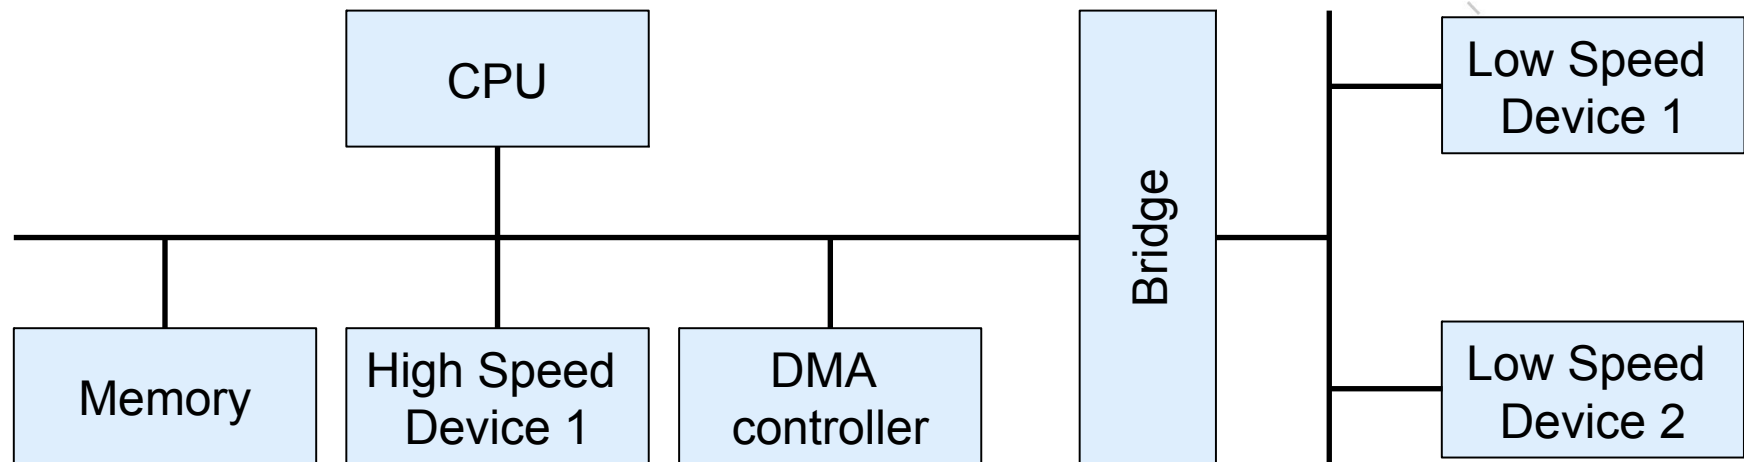 CPU
Low Speed
Device 1
Bridge
Memory
High Speed
Device 1
DMA
controller
Low Speed
Device 2